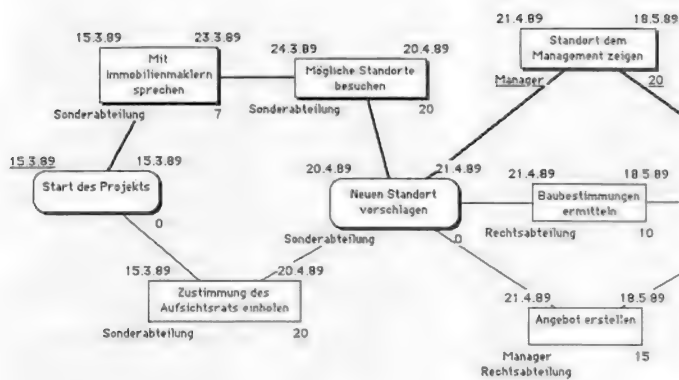 15.3.89 23.3.89
Mit
Immobilienmaklern
sprechen
Sonderabteilung 7
24.3.89 20.4.89
Mögliche Standorte
besuchen
Sonderabteilung 20
21.4.89 18.5.89
Standort dem
Management zeigen
Manager 20
15.3.89 15.3.89
Start des Projekts
0
20.4.89 21.4.89
Neuen Standort
vorschlagen
Sonderabteilung 0
21.4.89 18.5.89
Baubestimmungen
ermitteln
Rechtsabteilung 10
15.3.89 20.4.89
Zustimmung des
Aufsichtsrats einholen
Sonderabteilung 20
21.4.89 18.5.89
Angebot erstellen
Manager 15
Rechtsabteilung